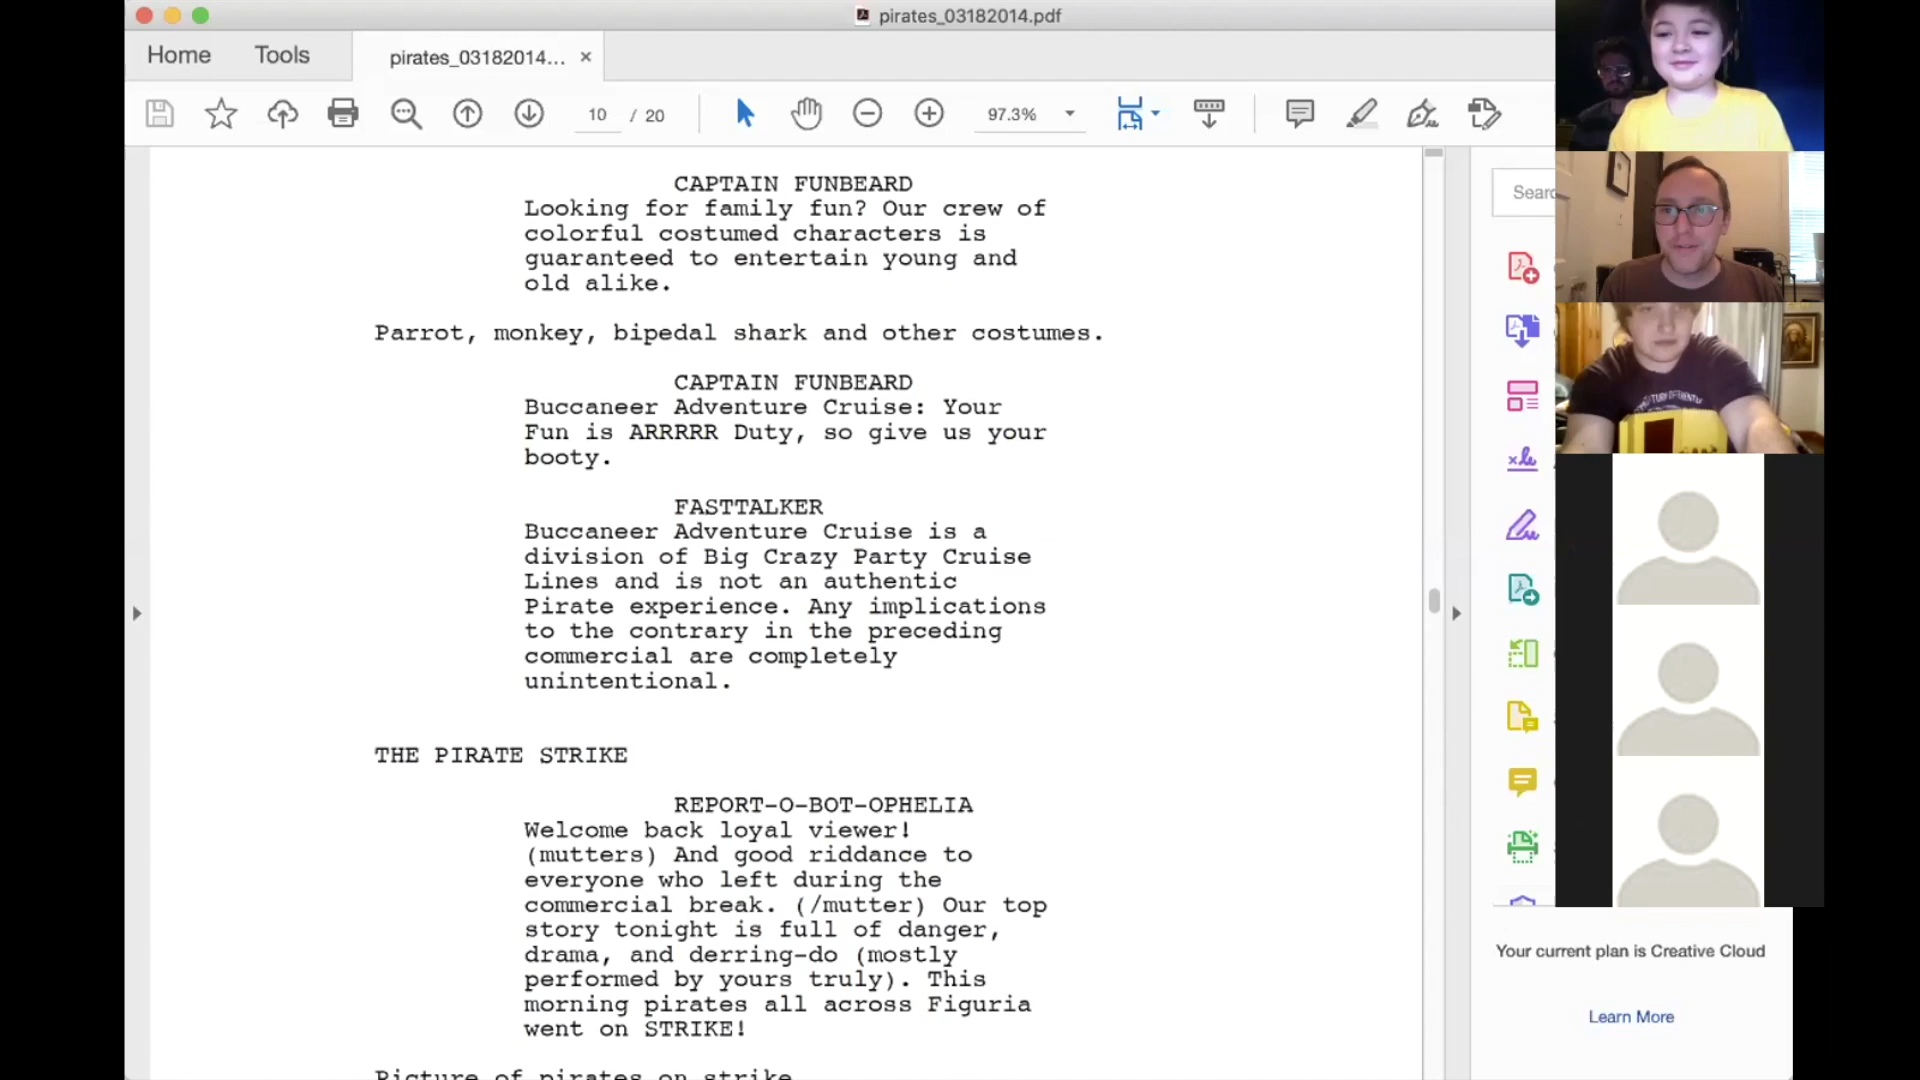 pirates_03182014.pdf
Home
Tools
pirates_03182014...
10 / 20
97.3%
CAPTAIN FUNBEARD
Looking for family fun? Our crew of
colorful costumed characters is
guaranteed to entertain young and
old alike.
Parrot, monkey, bipedal shark and other costumes.
CAPTAIN FUNBEARD
Buccaneer Adventure Cruise: Your
Fun is ARRRRR Duty, so give us your
booty.
FASTTALKER
Buccaneer Adventure Cruise is a
division of Big Crazy Party Cruise
Lines and is not an authentic
Pirate experience. Any implications
to the contrary in the preceding
commercial are completely
unintentional.
THE PIRATE STRIKE
REPORT-O-BOT-OPHELIA
Welcome back loyal viewer!
(mutters) And good riddance to
everyone who left during the
commercial break. (/mutter) Our top
story tonight is full of danger,
drama, and derring-do (mostly
performed by yours truly). This
morning pirates all across Figuria
went on STRIKE!
Picture of pirates on strike.
Searc
Your current plan is Creative Cloud
Learn More